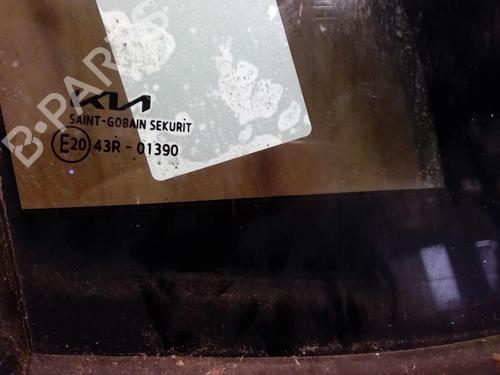 B-PARTS
KIA
SAINT-GOBAIN SEKURIT
E20 43R - 01390